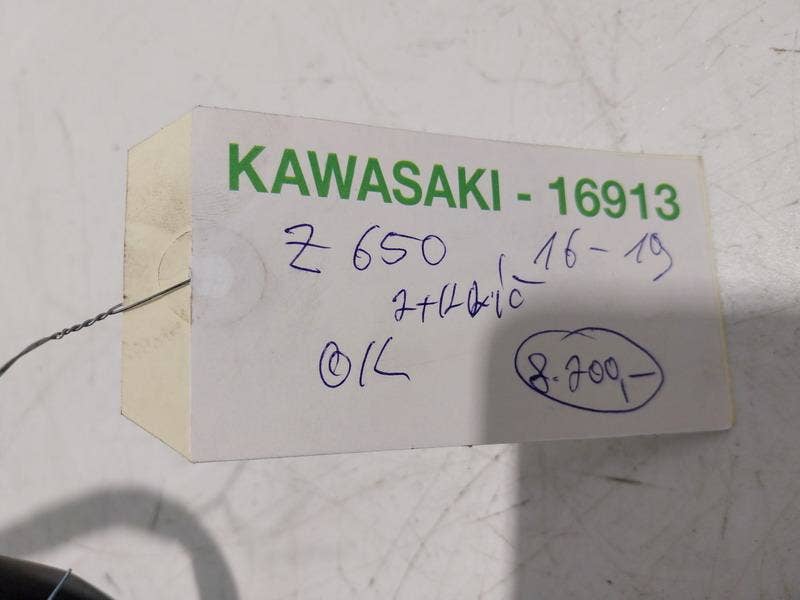 KAWASAKI - 16913
Z 650 16-19
OK
8.200,-